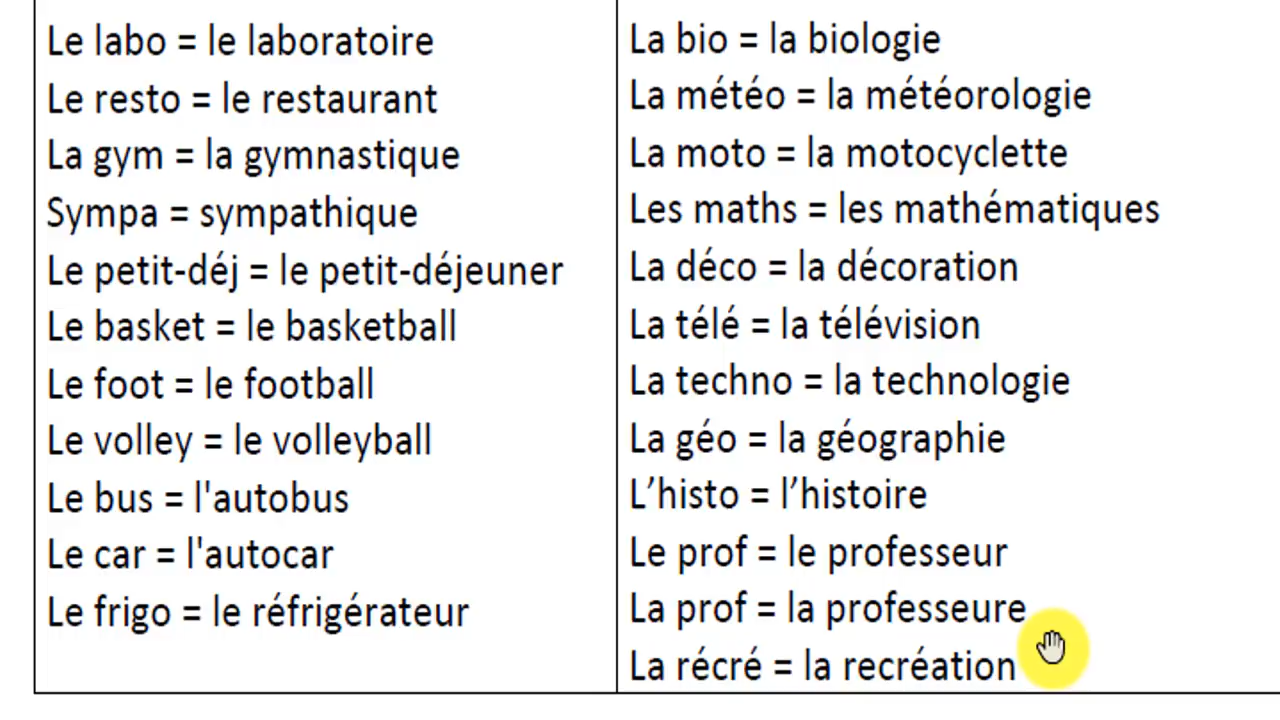 Le labo = le laboratoire
Le resto = le restaurant
La gym = la gymnastique
Sympa = sympathique
Le petit-déj = le petit-déjeuner
Le basket = le basketball
Le foot = le football
Le volley = le volleyball
Le bus = l'autobus
Le car = l'autocar
Le frigo = le réfrigérateur
La bio = la biologie
La météo = la météorologie
La moto = la motocyclette
Les maths = les mathématiques
La déco = la décoration
La télé = la télévision
La techno = la technologie
La géo = la géographie
L’histo = l’histoire
Le prof = le professeur
La prof = la professeure
La récré = la recréation